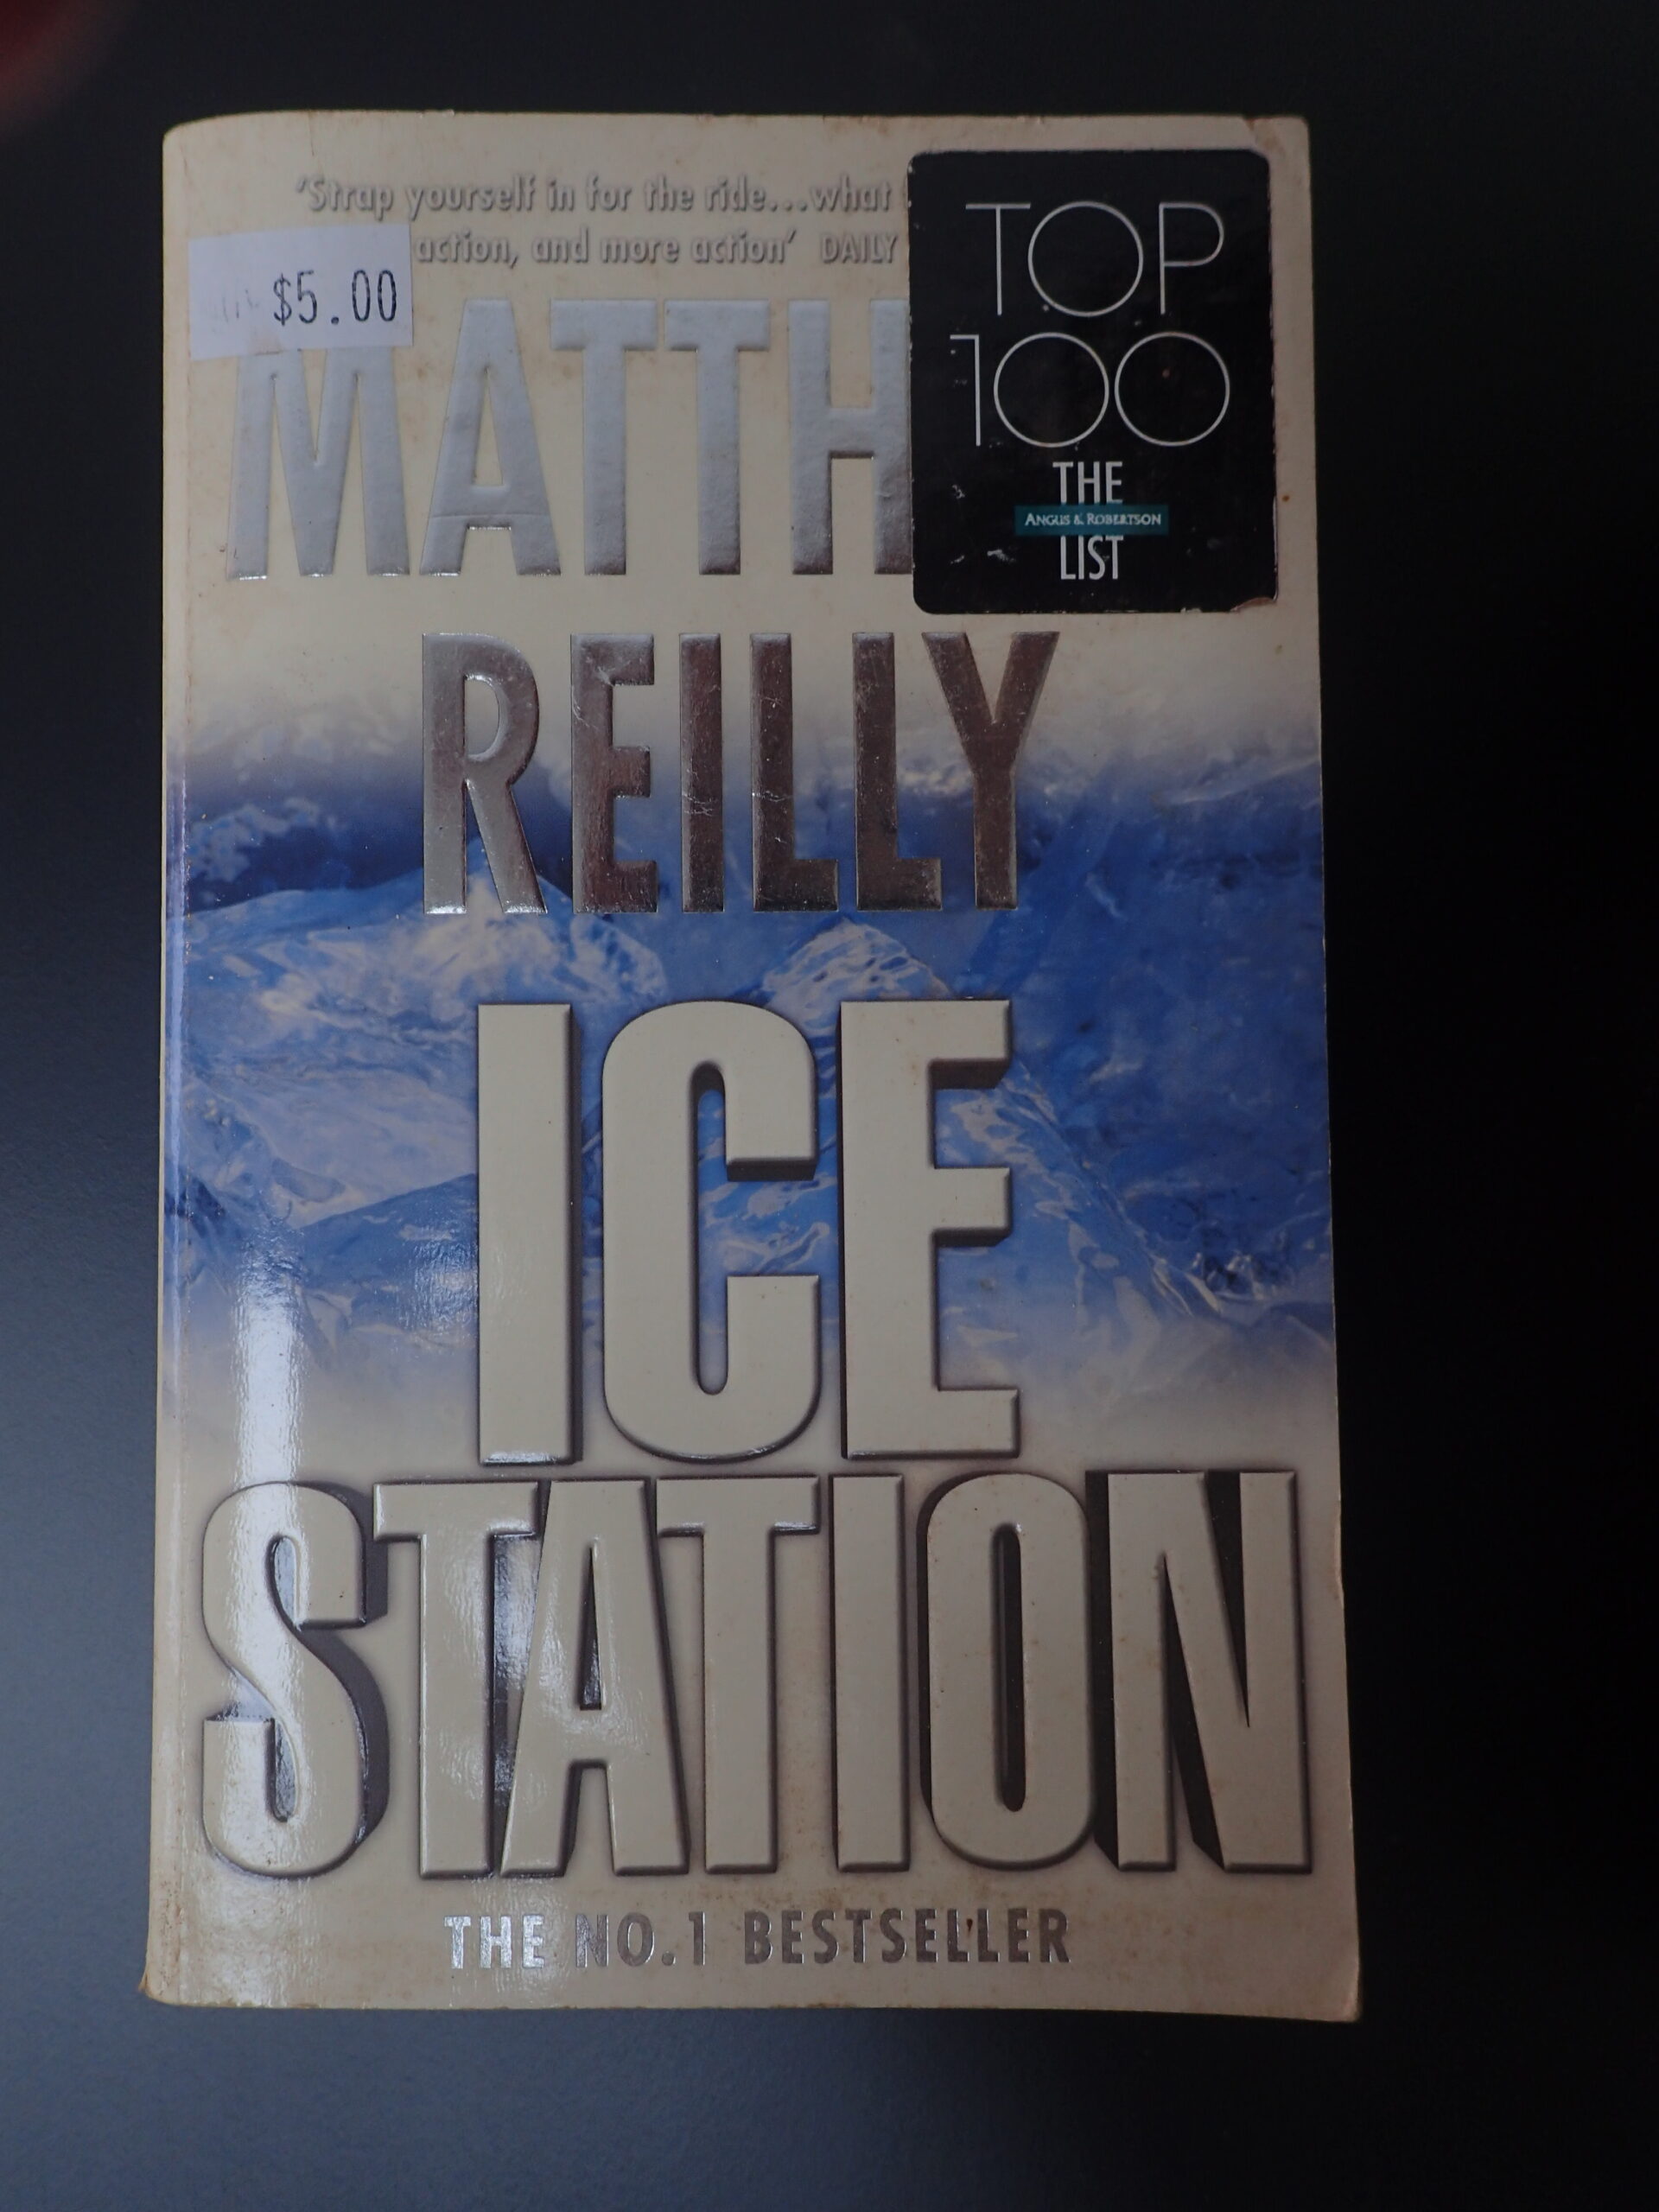 'Strap yourself in for the ride...what
action, and more action' DAILY
$5.00
MATTH
REILLY
TOP
100
THE
ANGUS & ROBERTSON
LIST
ICE
STATION
THE NO.1 BESTSELLER